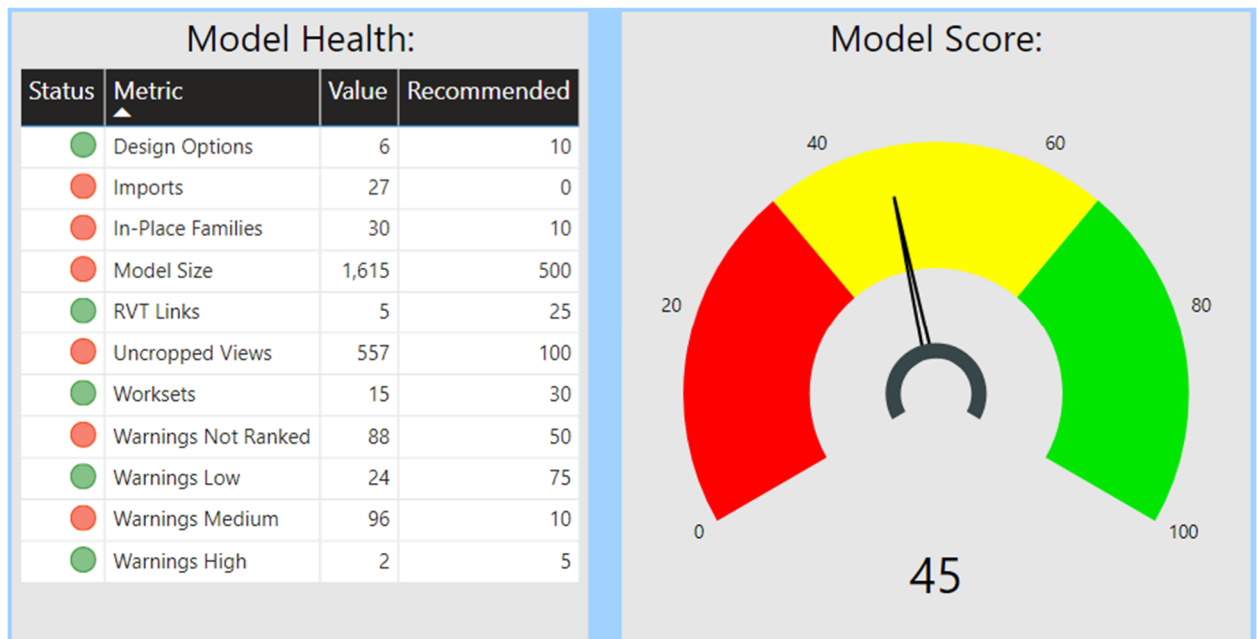 Model Health:
Status Metric Value Recommended
Design Options 6 10
Imports 27 0
In-Place Families 30 10
Model Size 1,615 500
RVT Links 5 25
Uncropped Views 557 100
Worksets 15 30
Warnings Not Ranked 88 50
Warnings Low 24 75
Warnings Medium 96 10
Warnings High 2 5
Model Score:
40 60
20 80
0 100
45